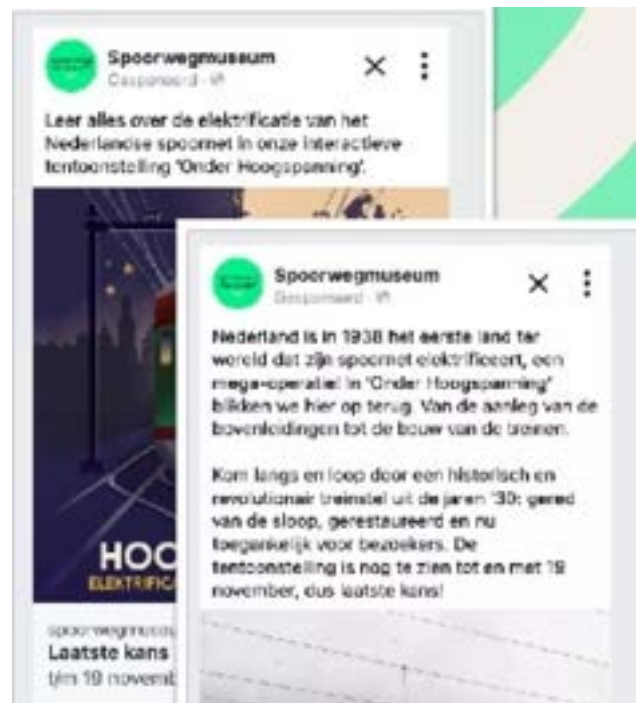 Spoorwegmuseum
Gesponsord
Leer alles over de elektrificatie van het
Nederlandse spoornet in onze interactieve
tentoonstelling 'Onder Hoogspanning'.
HOO
ELEKTRIFIC
spoorwegmuseu
Laatste kans
t/m 19 novemb
Spoorwegmuseum
Gesponsord
Nederland is in 1938 het eerste land ter
wereld dat zijn spoornet elektrificeert, een
mega-operatie! In 'Onder Hoogspanning'
blikken we hier op terug. Van de aanleg van de
bovenleidingen tot de bouw van de treinen.
Kom langs en loop door een historisch en
revolutionair treinstel uit de jaren '30: gered
van de sloop, gerestaureerd en nu
toegankelijk voor bezoekers. De
tentoonstelling is nog te zien tot en met 19
november, dus laatste kans!